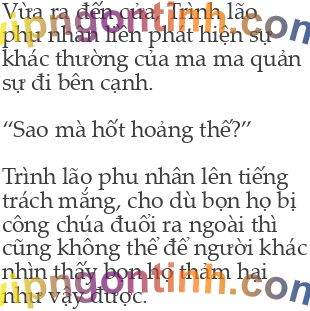 Vừa ra đến cửa, Trình lão
phu nhân liền phát hiện sự
khác thường của ma ma quản
sự đi bên cạnh.
“Sao mà hốt hoảng thế?”
Trình lão phu nhân lên tiếng
trách mắng, cho dù bọn họ bị
công chúa đuổi ra ngoài thì
cũng không thể để người khác
nhìn thấy bọn họ thảm hại
như vậy được.
vipngontinh.com
vipngontinh.com